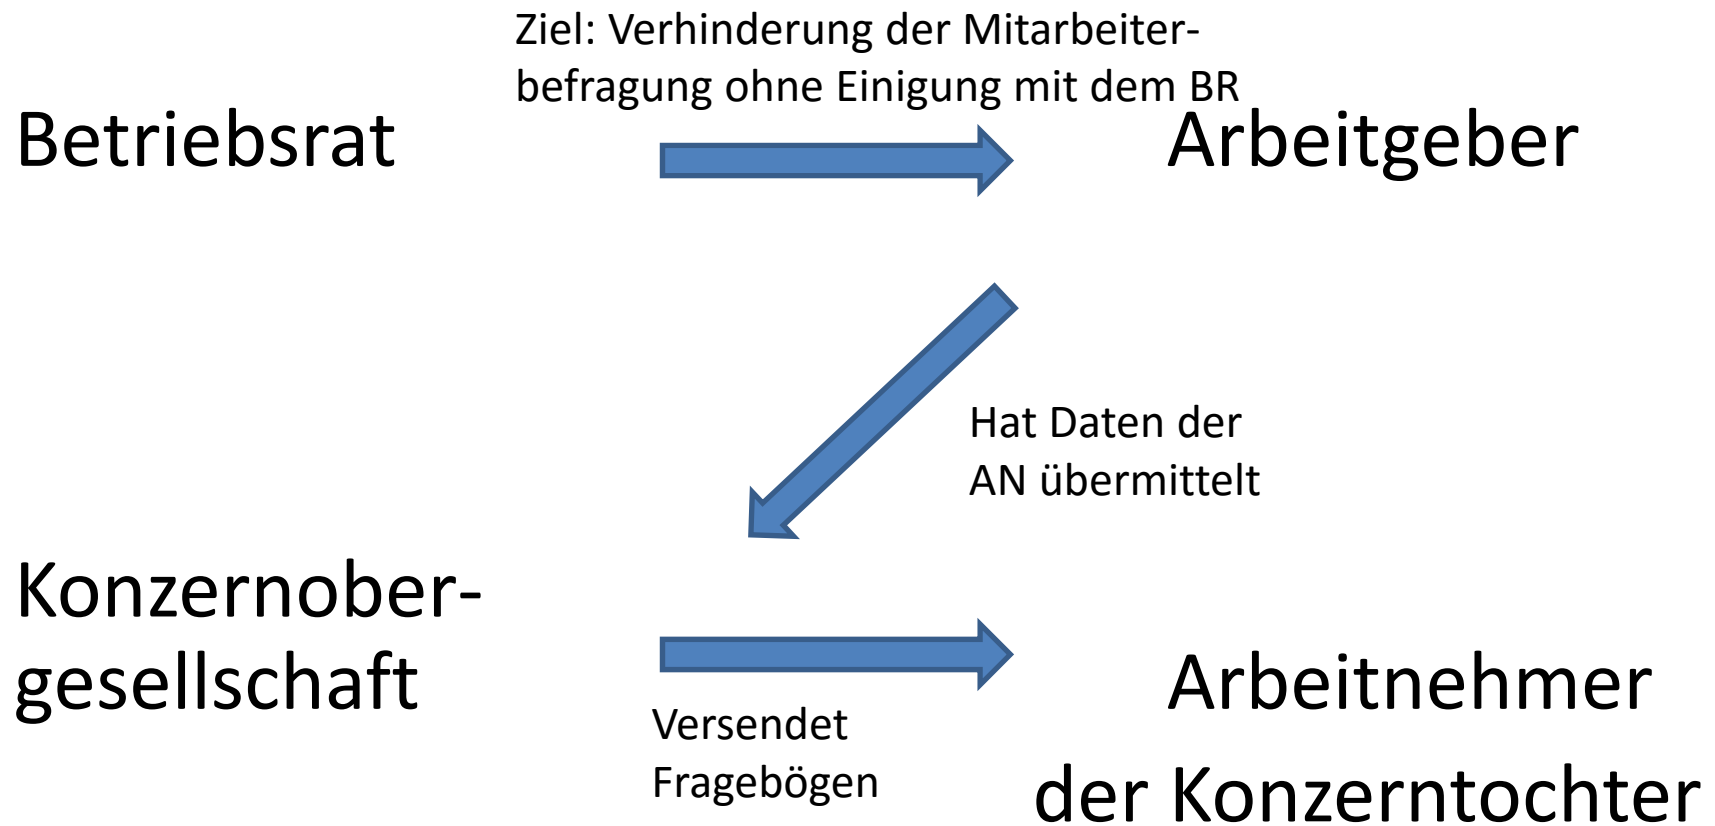 Ziel: Verhinderung der Mitarbeiter-
befragung ohne Einigung mit dem BR
Betriebsrat
Arbeitgeber
Hat Daten der
AN übermittelt
Konzernober-
gesellschaft
Versendet
Fragebögen
Arbeitnehmer
der Konzerntochter